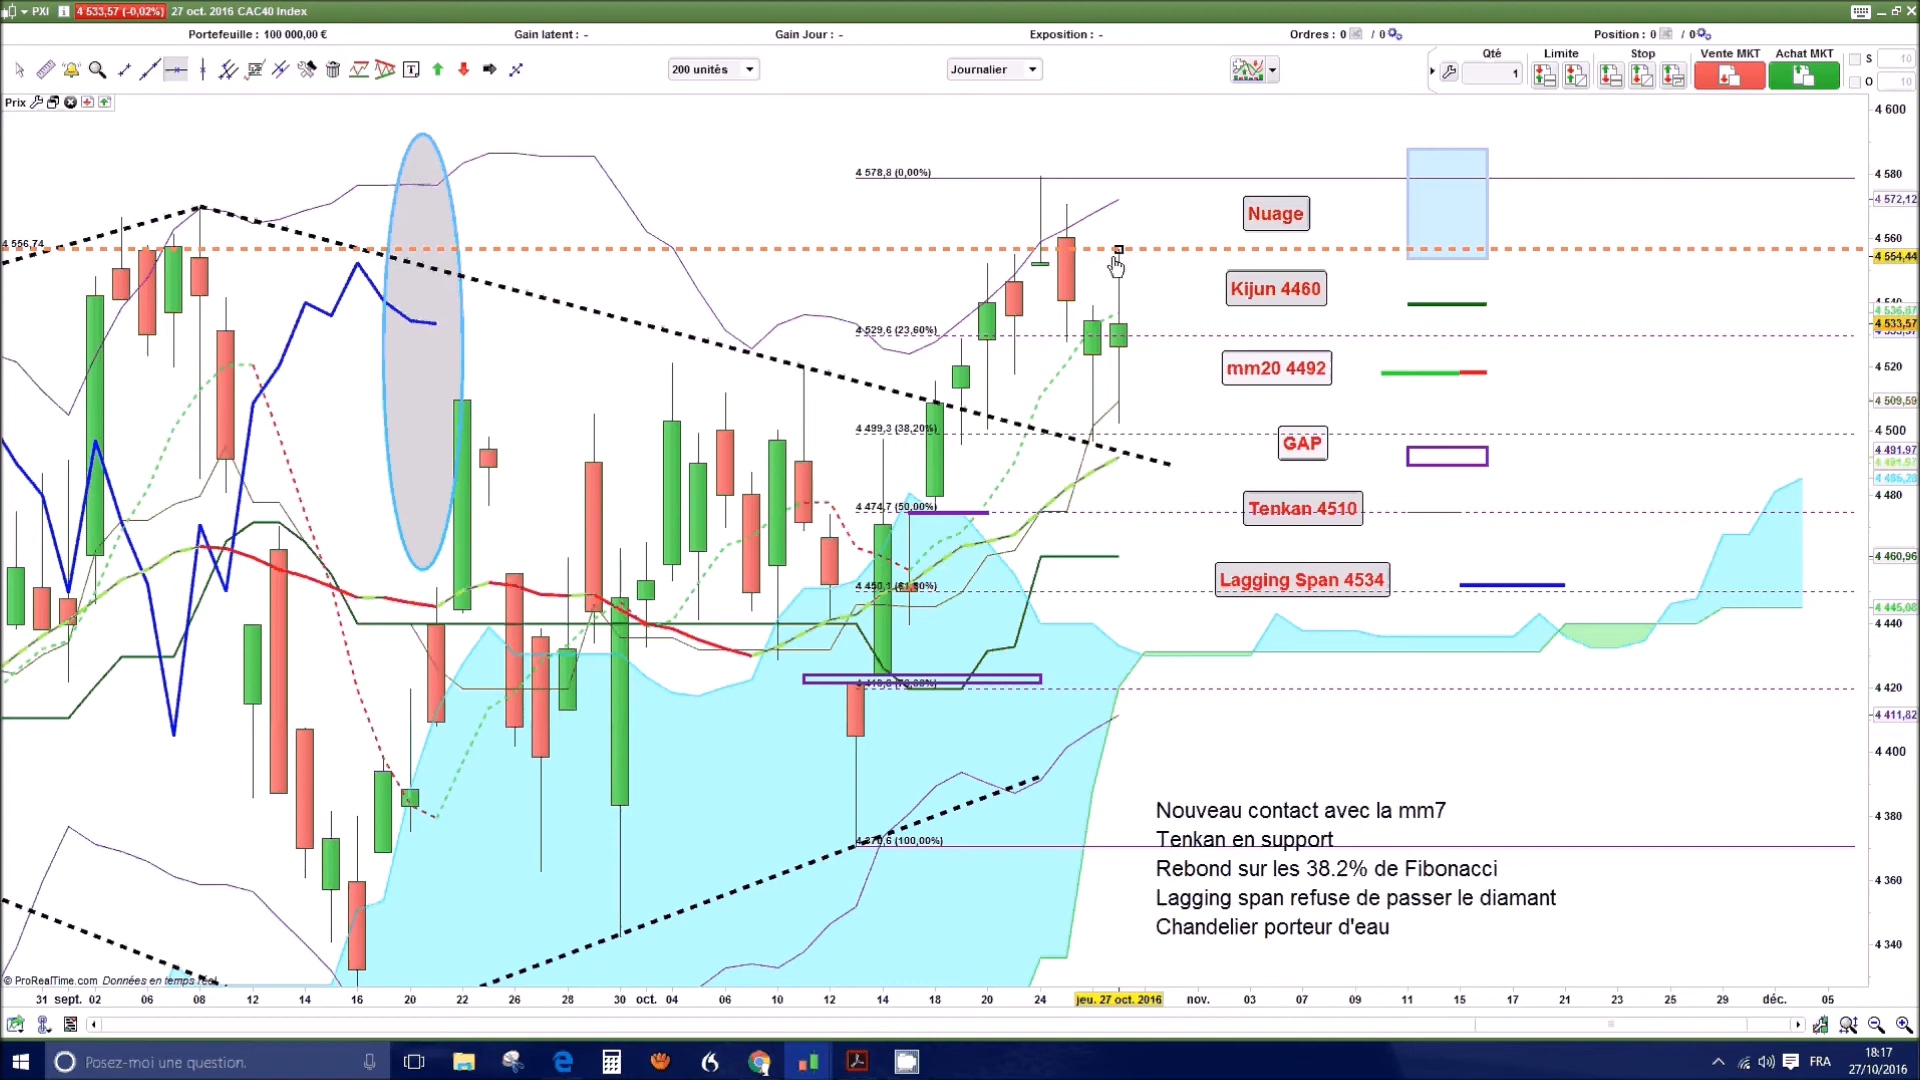 PXI 4 533,57 (-0,02%) 27 oct. 2016 CAC40 Index
Portefeuille : 100 000,00 € Gain latent : - Gain Jour : - Exposition : - Ordres : 0 / 0 Position : 0 / 0
200 unités Journalier Qté Limite Stop Vente MKT Achat MKT S 10
1 O 10
Prix
4 600
4 578,8 (0,00%)
4 580
4 572,12
Nuage
4 560
4 556,74
4 554,44
Kijun 4460
4 540
4 533,57
4 529,6 (23,60%)
mm20 4492
4 520
4 509,59
4 500
4 499,3 (38,20%)
GAP
4 491,97
4 480
4 474,7 (50,00%)
Tenkan 4510
4 460,96
Lagging Span 4534
4 445,08
4 440
4 420
4 411,82
4 400
Nouveau contact avec la mm7
4 380
Tenkan en support
4 370,6 (100,00%)
Rebond sur les 38.2% de Fibonacci
4 360
Lagging span refuse de passer le diamant
Chandelier porteur d'eau
4 340
© ProRealTime.com Données en temps réel
31 sept. 02 06 08 12 14 16 20 22 26 28 30 oct. 04 06 10 12 14 18 20 24 jeu. 27 oct. 2016 nov. 03 07 09 11 15 17 21 23 25 29 déc. 05
Posez-moi une question.
FRA
18:17
27/10/2016